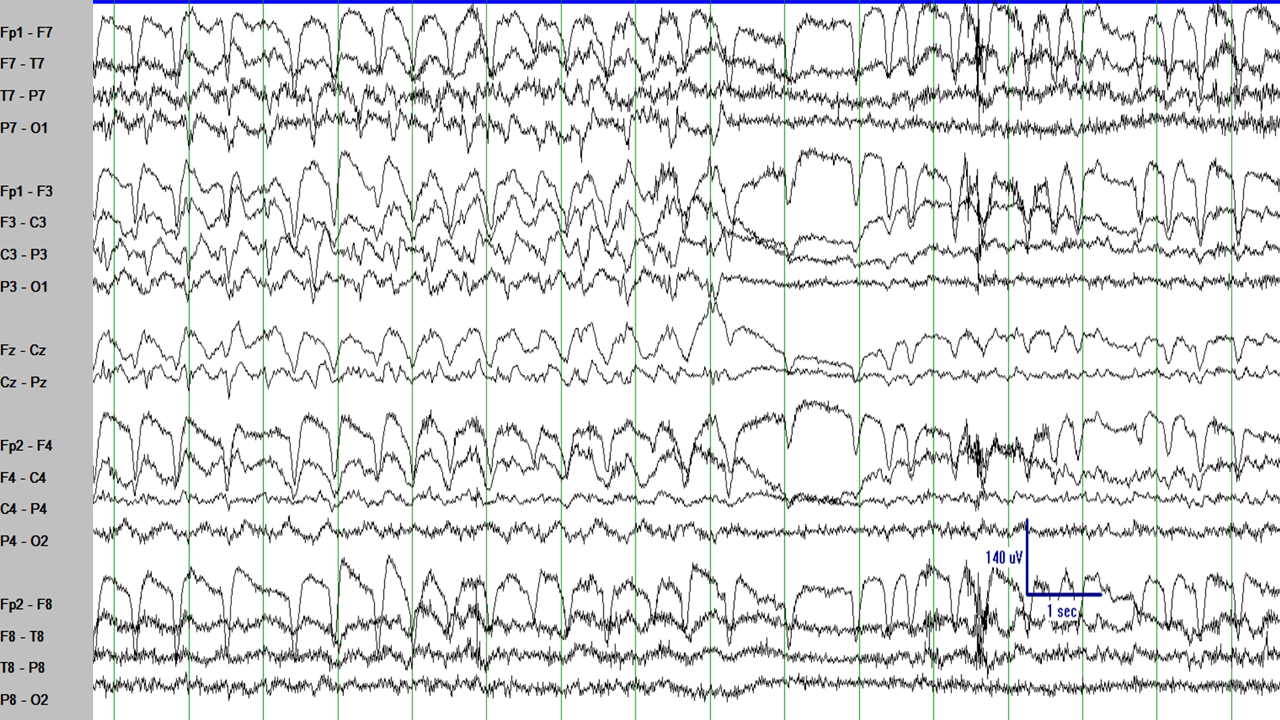 Fp1 - F7
F7 - T7
T7 - P7
P7 - O1
Fp1 - F3
F3 - C3
C3 - P3
P3 - O1
Fz - Cz
Cz - Pz
Fp2 - F4
F4 - C4
C4 - P4
P4 - O2
140 uV
1 sec
Fp2 - F8
F8 - T8
T8 - P8
P8 - O2